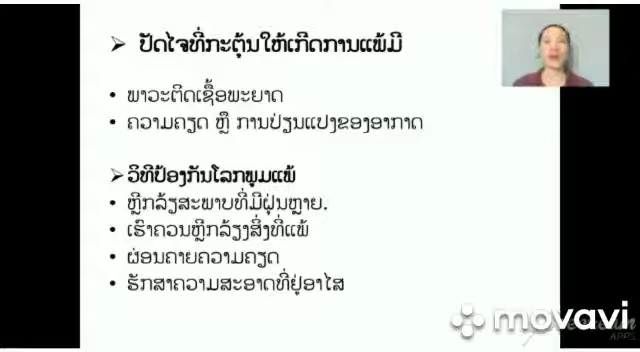 ➢ ປັດໄຈທີ່ກະຕຸ້ນໃຫ້ເກີດການແພ້ມີ
• ພາວະຕິດເຊື້ອພະຍາດ
• ຄວາມຄຽດ ຫຼື ການປ່ຽນແປງຂອງອາກາດ
➢ ວິທີປ້ອງກັນໂລກພູມແພ້
• ຫຼີກລ້ຽສະພາບທີ່ມີຝຸ່ນຫຼາຍ.
• ເຮົາຄວນຫຼີກລ້ຽງສິ່ງທີ່ແພ້
• ຜ່ອນຄາຍຄວາມຄຽດ
• ຮັກສາຄວາມສະອາດທີ່ຢູ່ອາໄສ
movavi